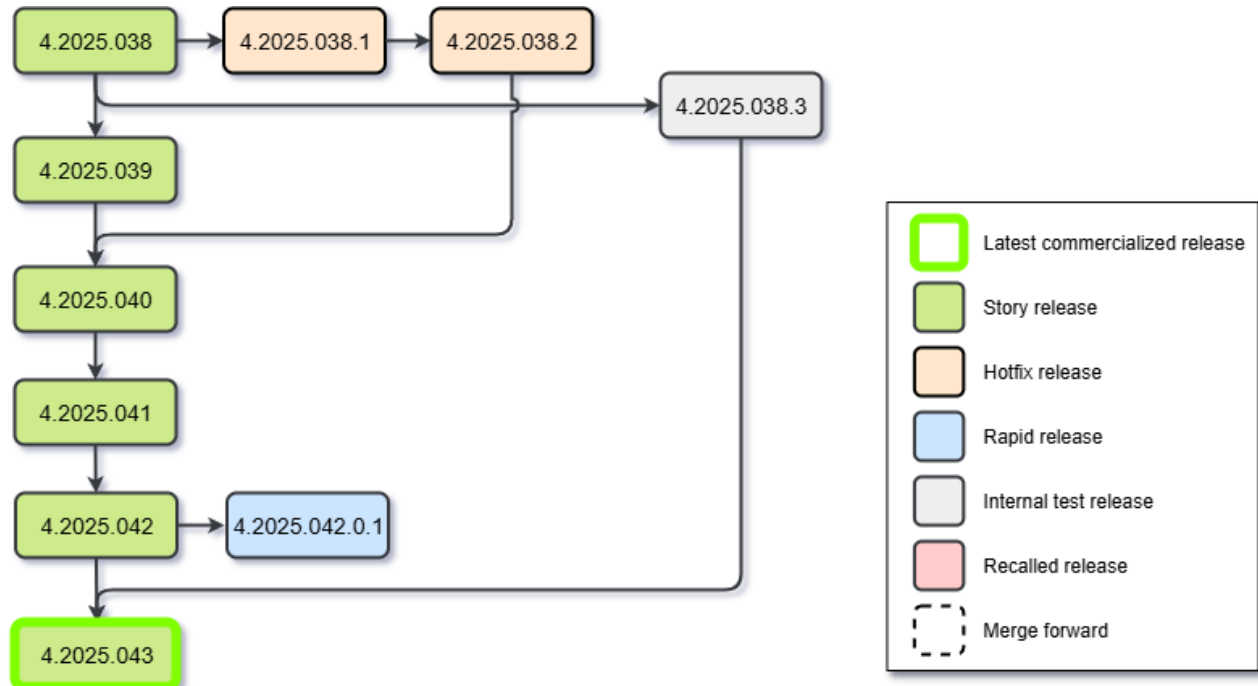 4.2025.038
4.2025.038.1
4.2025.038.2
4.2025.038.3
4.2025.039
4.2025.040
4.2025.041
4.2025.042
4.2025.042.0.1
4.2025.043
Latest commercialized release
Story release
Hotfix release
Rapid release
Internal test release
Recalled release
Merge forward